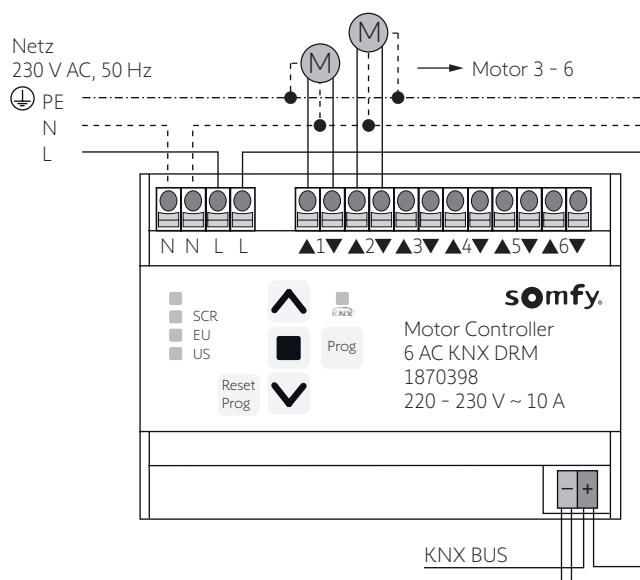 Netz
230 V AC, 50 Hz
M
M
Motor 3 - 6
PE
N
L
N N L L
▲1▼ ▲2▼ ▲3▼ ▲4▼ ▲5▼ ▲6▼
somfy.
KNX
SCR
EU
US
Prog
Reset
Prog
Motor Controller
6 AC KNX DRM
1870398
220 - 230 V ~ 10 A
- +
KNX BUS